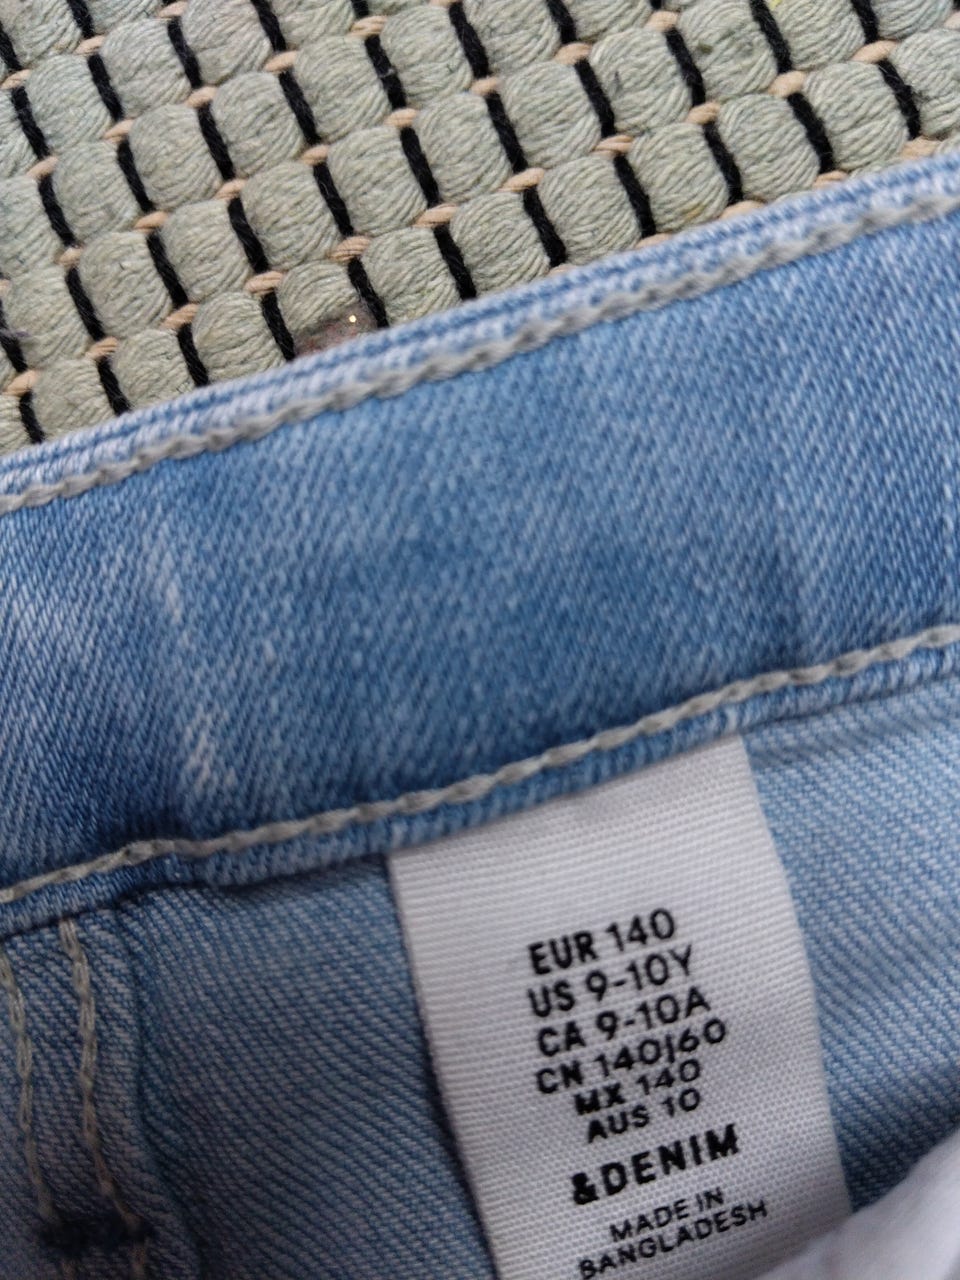 EUR 140
US 9-10Y
CA 9-10A
CN 140|60
MX 140
AUS 10
&DENIM
MADE IN
BANGLADESH